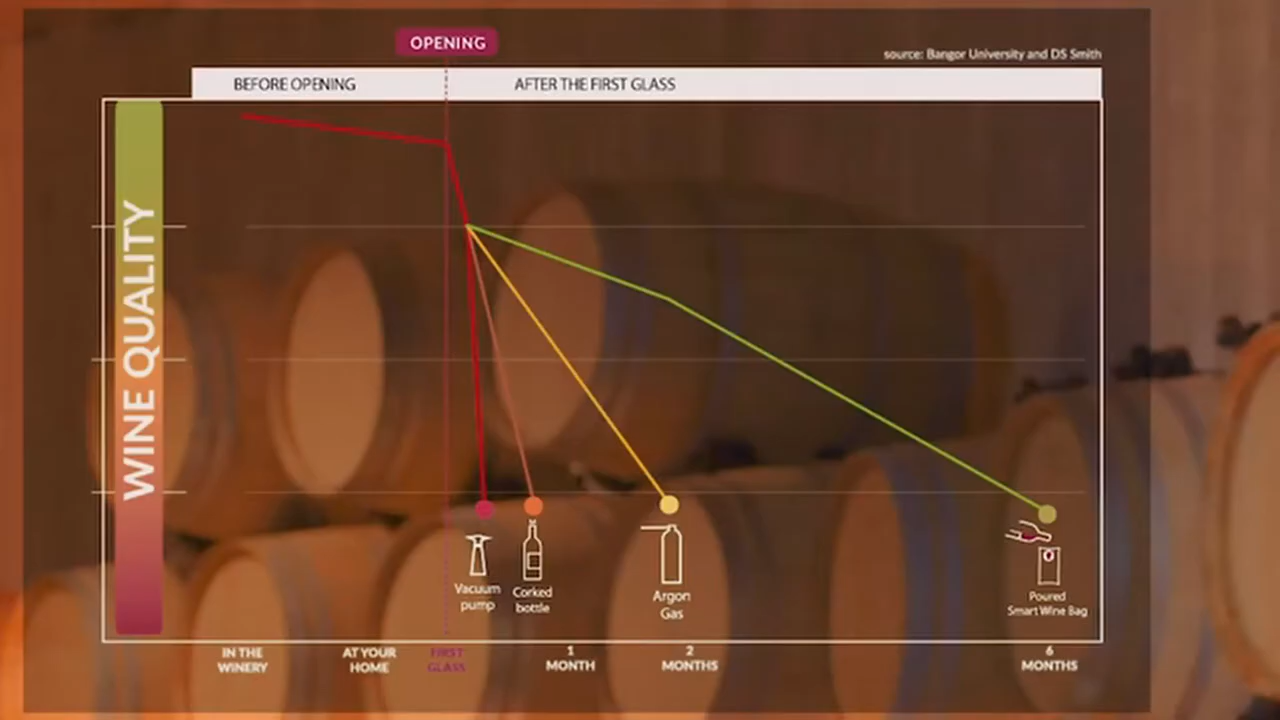 OPENING
source: Bangor University and DS Smith
BEFORE OPENING
AFTER THE FIRST GLASS
WINE QUALITY
Vacuum
pump
Corked
bottle
Argon
Gas
Poured
Smart Wine Bag
IN THE
WINERY
AT YOUR
HOME
FIRST
GLASS
1
MONTH
2
MONTHS
6
MONTHS